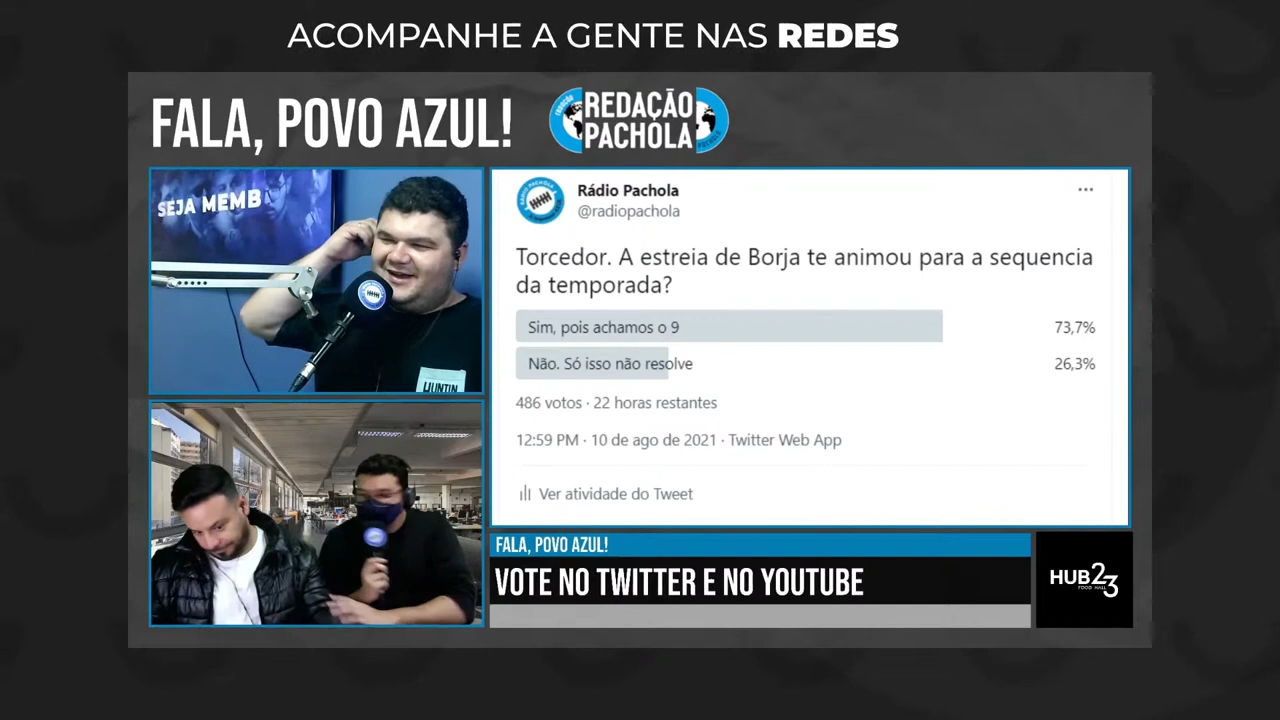 ACOMPANHE A GENTE NAS REDES
FALA, POVO AZUL!
REDAÇÃO
PACHOLA
SEJA MEMB
Rádio Pachola
@radiopachola
Torcedor. A estreia de Borja te animou para a sequencia
da temporada?
Sim, pois achamos o 9 73,7%
Não. Só isso não resolve 26,3%
486 votos · 22 horas restantes
12:59 PM · 10 de ago de 2021 · Twitter Web App
Ver atividade do Tweet
FALA, POVO AZUL!
VOTE NO TWITTER E NO YOUTUBE
HUB23
FOOD HALL